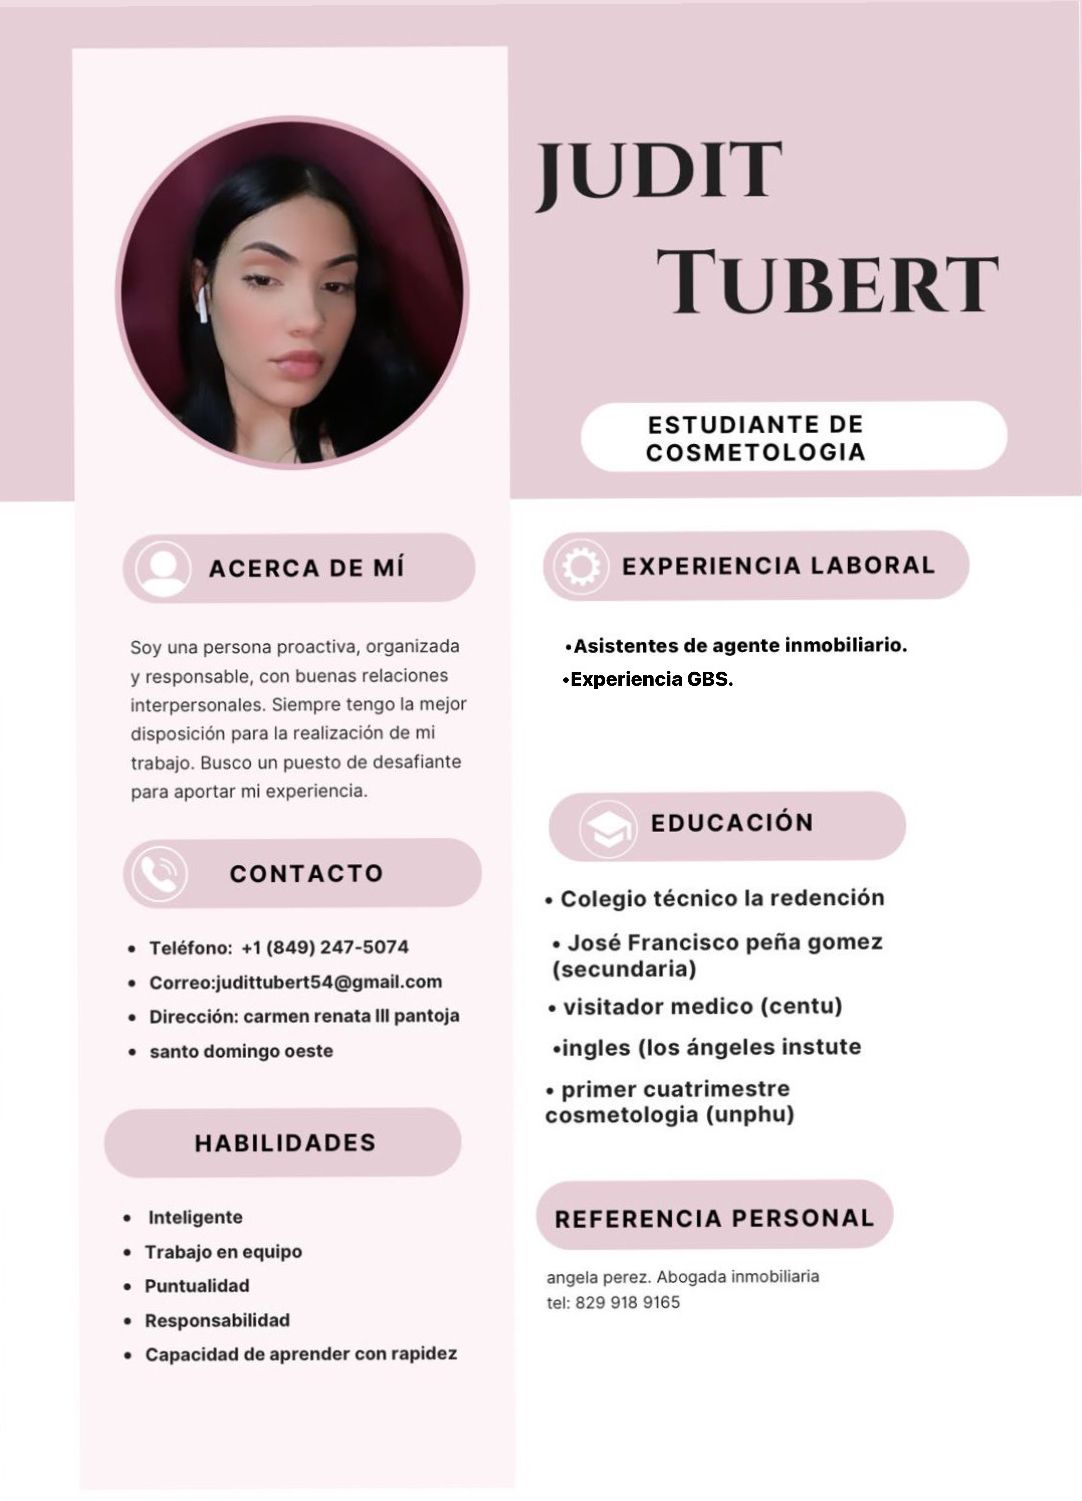 JUDIT
TUBERT
ESTUDIANTE DE
COSMETOLOGIA
ACERCA DE MÍ
Soy una persona proactiva, organizada
y responsable, con buenas relaciones
interpersonales. Siempre tengo la mejor
disposición para la realización de mi
trabajo. Busco un puesto de desafiante
para aportar mi experiencia.
CONTACTO
• Teléfono: +1 (849) 247-5074
• Correo:judittubert54@gmail.com
• Dirección: carmen renata III pantoja
• santo domingo oeste
HABILIDADES
• Inteligente
• Trabajo en equipo
• Puntualidad
• Responsabilidad
• Capacidad de aprender con rapidez
EXPERIENCIA LABORAL
•Asistentes de agente inmobiliario.
•Experiencia GBS.
EDUCACIÓN
• Colegio técnico la redención
• José Francisco peña gomez
(secundaria)
• visitador medico (centu)
•ingles (los ángeles instute
• primer cuatrimestre
cosmetologia (unphu)
REFERENCIA PERSONAL
angela perez. Abogada inmobiliaria
tel: 829 918 9165